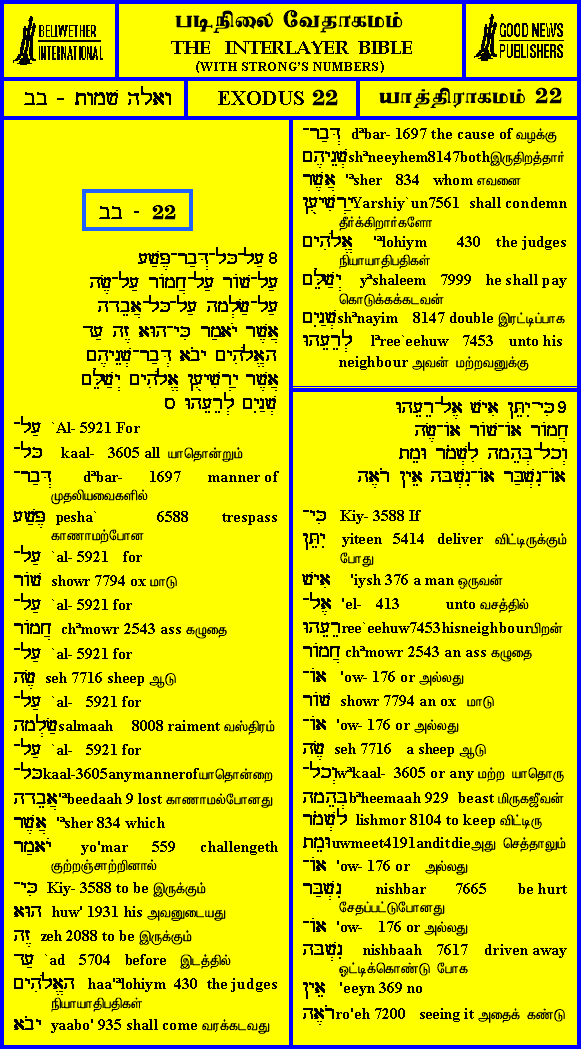 BELLWETHER
INTERNATIONAL
படிநிலை வேதாகமம்
THE INTERLAYER BIBLE
(WITH STRONG'S NUMBERS)
GOOD NEWS
PUBLISHERS
ואלה שמות - בב
EXODUS 22
யாத்திராகமம் 22
בב - 22
8 עַל־כָּל־דְּבַר־פֶּשַׁע
עַל־שׁוֹר עַל־חֲמוֹר עַל־שֶׂה
עַל־שַׂלְמָה עַל־כָּל־אֲבֵדָה
אֲשֶׁר יֹאמַר כִּי־הוּא זֶה עַד
הָאֱלֹהִים יָבֹא דְּבַר־שְׁנֵיהֶם
אֲשֶׁר יַרְשִׁיעֻן אֱלֹהִים יְשַׁלֵּם
שְׁנַיִם לְרֵעֵהוּ ס
עַל־ `Al- 5921 For
כָּל־ kaal- 3605 all யாதொன்றும்
דְּבַר־ dªbar- 1697 manner of
முதலியவைகளில்
פֶּשַׁע pesha` 6588 trespass
காணாமற்போன
עַל־ `al- 5921 for
שׁוֹר showr 7794 ox மாடு
עַל־ `al- 5921 for
חֲמוֹר chªmowr 2543 ass கழுதை
עַל־ `al- 5921 for
שֶׂה seh 7716 sheep ஆடு
עַל־ `al- 5921 for
שַׂלְמָה salmaah 8008 raiment வஸ்திரம்
עַל־ `al- 5921 for
כָּל־ kaal-3605anymannerofயாதொன்றை
אֲבֵדָה 'ªbeedaah 9 lost காணாமல்போனது
אֲשֶׁר 'ªsher 834 which
יֹאמַר yo'mar 559 challengeth
குற்றஞ்சாற்றினால்
כִּי־ Kiy- 3588 to be இருக்கும்
הוּא huw' 1931 his அவனுடையது
זֶה zeh 2088 to be இருக்கும்
עַד `ad 5704 before இடத்தில்
הָאֱלֹהִים haa'ªlohiym 430 the judges
நியாயாதிபதிகள்
יָבֹא yaabo' 935 shall come வரக்கடவது
דְּבַר־ dªbar- 1697 the cause of வழக்கு
שְׁנֵיהֶם shªneeyhem8147bothஇருதிறத்தார்
אֲשֶׁר 'ªsher 834 whom எவனை
יַרְשִׁיעֻן Yarshiy`un7561 shall condemn
தீர்க்கிறார்களோ
אֱלֹהִים 'ªlohiym 430 the judges
நியாயாதிபதிகள்
יְשַׁלֵּם yªshaleem 7999 he shall pay
கொடுக்கக்கடவன்
שְׁנַיִם shªnayim 8147 double இரட்டிப்பாக
לְרֵעֵהוּ lªree`eehuw 7453 unto his
neighbour அவன் மற்றவனுக்கு
9 כִּי־יִתֵּן אִישׁ אֶל־רֵעֵהוּ
חֲמוֹר אוֹ־שׁוֹר אוֹ־שֶׂה
וְכָל־בְּהֵמָה לִשְׁמֹר וּמֵת
אוֹ־נִשְׁבַּר אוֹ־נִשְׁבָּה אֵין רֹאֶה
כִּי־ Kiy- 3588 If
יִתֵּן yiteen 5414 deliver விட்டிருக்கும்
போது
אִישׁ 'iysh 376 a man ஒருவன்
אֶל־ 'el- 413 unto வசத்தில்
רֵעֵהוּ ree`eehuw7453hisneighbourபிறன்
חֲמוֹר chªmowr 2543 an ass கழுதை
אוֹ־ 'ow- 176 or அல்லது
שׁוֹר showr 7794 an ox மாடு
אוֹ־ 'ow- 176 or அல்லது
שֶׂה seh 7716 a sheep ஆடு
וְכָל־ wªkaal- 3605 or any மற்ற யாதொரு
בְּהֵמָה bªheemaah 929 beast மிருகஜீவன்
לִשְׁמֹר lishmor 8104 to keep விட்டிரு
וּמֵת uwmeet4191anditdieஅது செத்தாலும்
אוֹ־ 'ow- 176 or அல்லது
נִשְׁבַּר nishbar 7665 be hurt
சேதப்பட்டுபோனது
אוֹ־ 'ow- 176 or அல்லது
נִשְׁבָּה nishbaah 7617 driven away
ஒட்டிக்கொண்டு போக
אֵין 'eeyn 369 no
רֹאֶה ro'eh 7200 seeing it அதைக் கண்டு